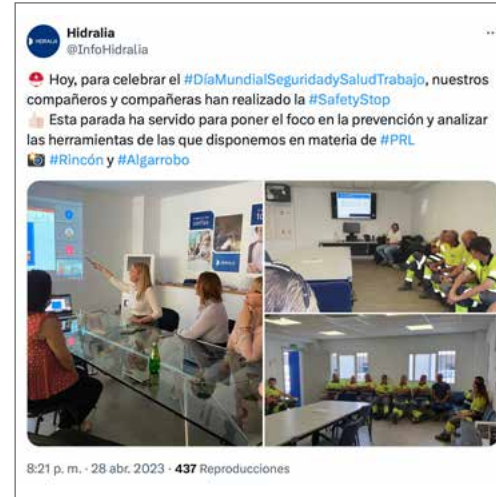 Hidralia
@InfoHidralia
Hoy, para celebrar el #DíaMundialSeguridadySaludTrabajo, nuestros
compañeros y compañeras han realizado la #SafetyStop
Esta parada ha servido para poner el foco en la prevención y analizar
las herramientas de las que disponemos en materia de #PRL
#Rincón y #Algarrobo
HIDRALIA
8:21 p. m. · 28 abr. 2023 · 437 Reproducciones